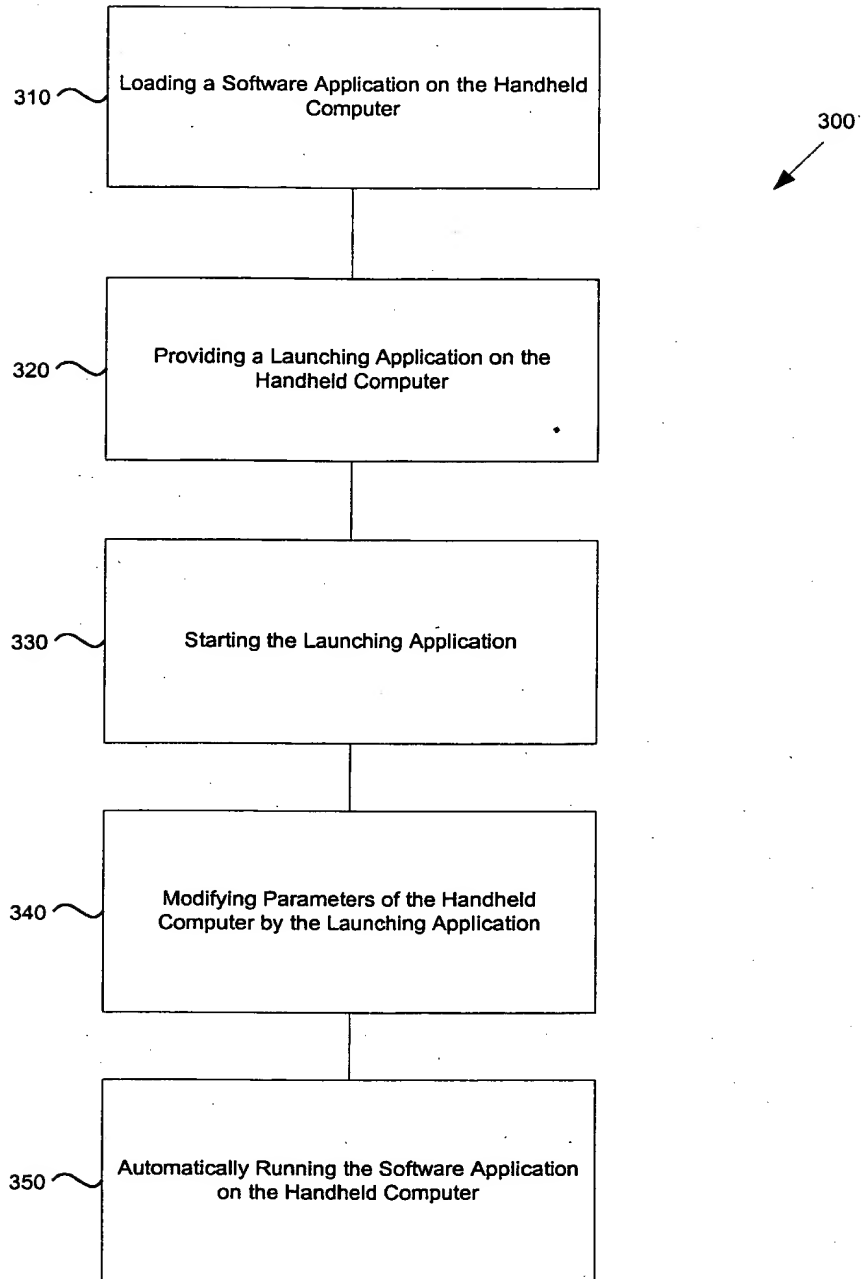 310
Loading a Software Application on the Handheld
Computer
300
320
Providing a Launching Application on the
Handheld Computer
330
Starting the Launching Application
340
Modifying Parameters of the Handheld
Computer by the Launching Application
350
Automatically Running the Software Application
on the Handheld Computer